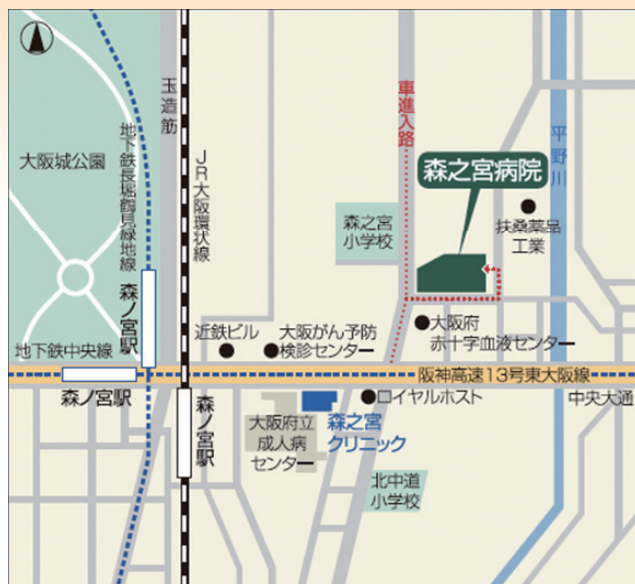 大阪城公園
地下鉄長堀鶴見緑地線
玉造筋
JR大阪環状線
車進入路
平野川
森之宮病院
森之宮
小学校
扶桑薬品
工業
森ノ宮駅
近鉄ビル
大阪がん予防
検診センター
大阪府
赤十字血液センター
地下鉄中央線
阪神高速13号東大阪線
森ノ宮駅
森ノ宮駅
大阪府立
成人病
センター
森之宮
クリニック
ロイヤルホスト
中央大通
北中道
小学校